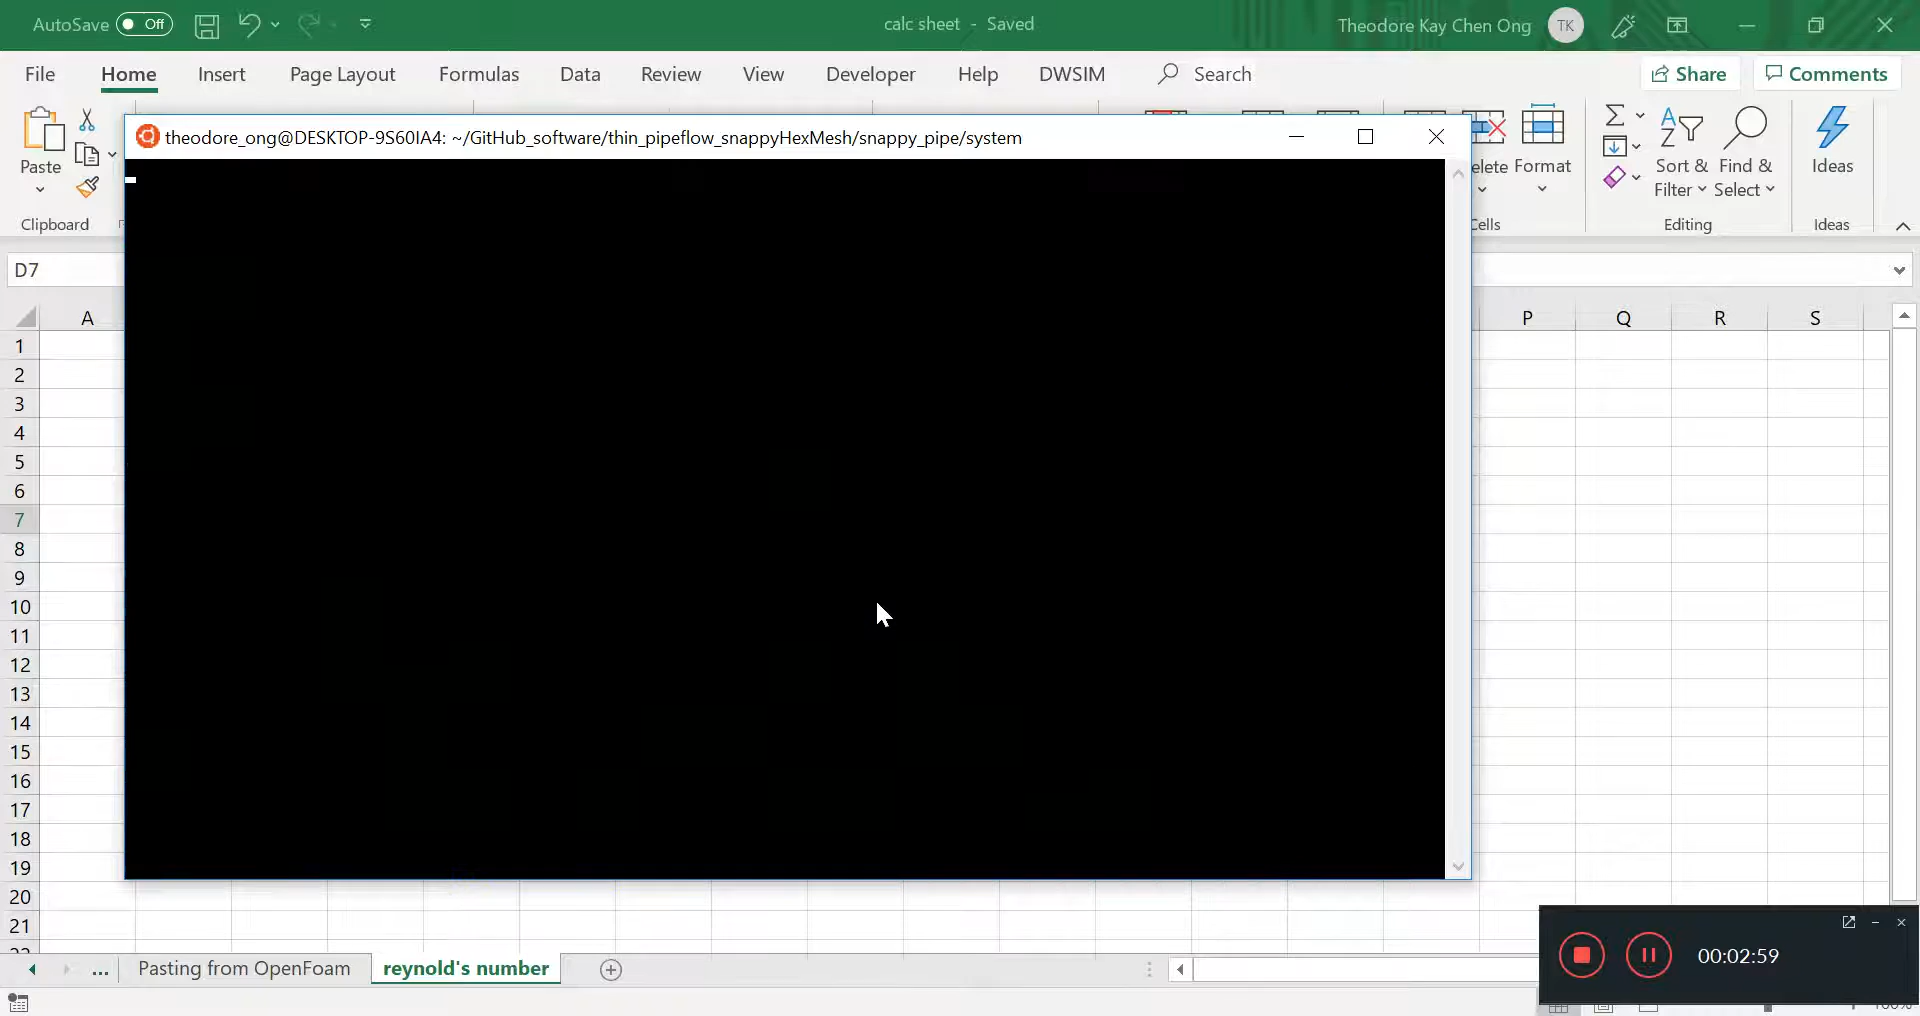 AutoSave Off
calc sheet - Saved
Theodore Kay Chen Ong TK
File Home Insert Page Layout Formulas Data Review View Developer Help DWSIM Search Share Comments
theodore_ong@DESKTOP-9S60IA4: ~/GitHub_software/thin_pipeflow_snappyHexMesh/snappy_pipe/system
Paste
elete Format
Sort & Filter
Find & Select
Ideas
Clipboard
Cells
Editing
Ideas
D7
A P Q R S
1
2
3
4
5
6
7
8
9
10
11
12
13
14
15
16
17
18
19
20
21
... Pasting from OpenFoam reynold's number
00:02:59